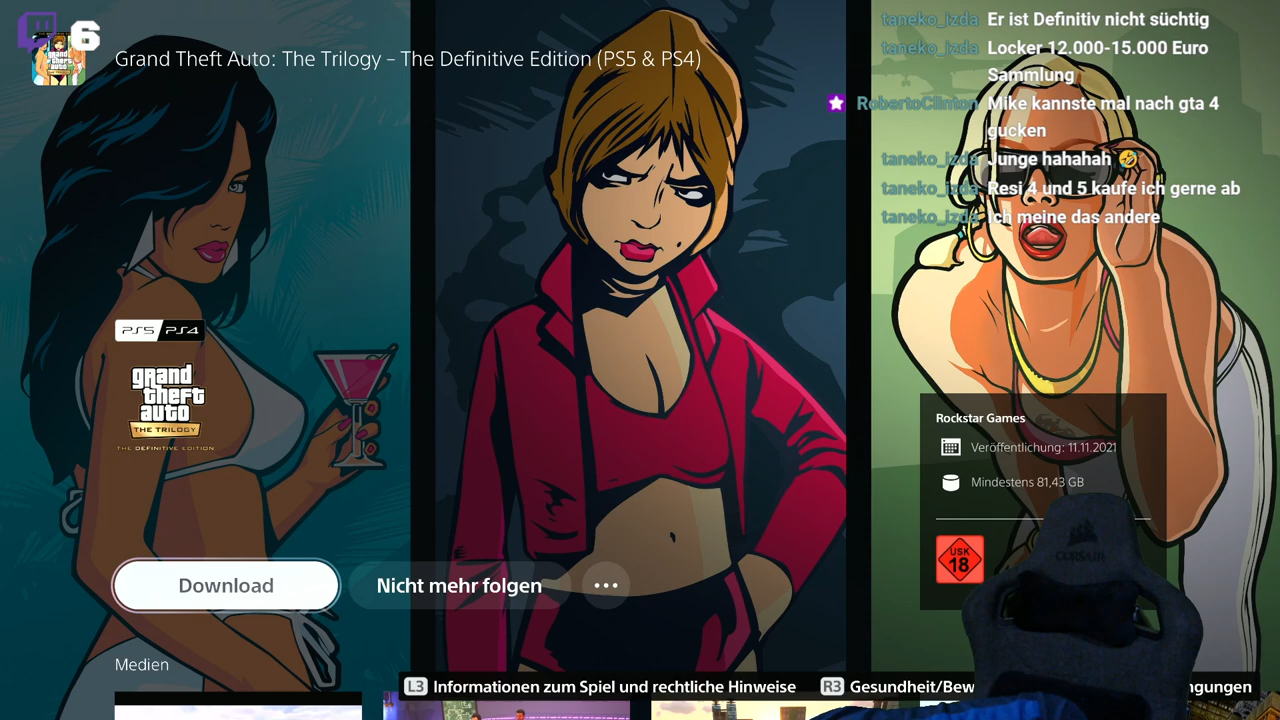 6
Grand Theft Auto: The Trilogy – The Definitive Edition (PS5 & PS4)
taneko_izda Er ist Definitiv nicht süchtig
taneko_izda Locker 12.000-15.000 Euro
Sammlung
RobertoClinton Mike kannste mal nach gta 4
gucken
taneko_izda Junge hahahah 🤣
taneko_izda Resi 4 und 5 kaufe ich gerne ab
taneko_izda Ich meine das andere
PS5 PS4
grand
theft
auto
THE TRILOGY
THE DEFINITIVE EDITION
Rockstar Games
Veröffentlichung: 11.11.2021
Mindestens 81,43 GB
USK
18
CORSAIR
Download
Nicht mehr folgen
•••
Medien
L3 Informationen zum Spiel und rechtliche Hinweise
R3 Gesundheit/Bew
ngungen